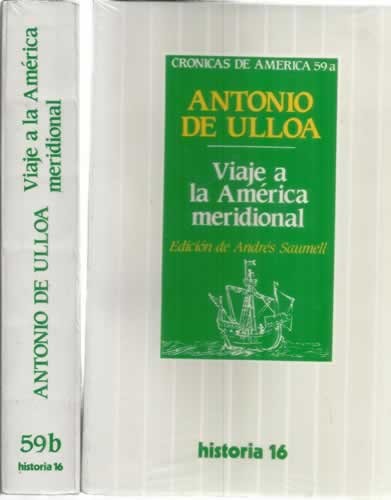 Viaje a la América
meridional
ANTONIO DE ULLOA
59b
historia 16
CRONICAS DE AMERICA 59a
ANTONIO
DE ULLOA
Viaje a
la América
meridional
Edición de Andrés Saumell
historia 16